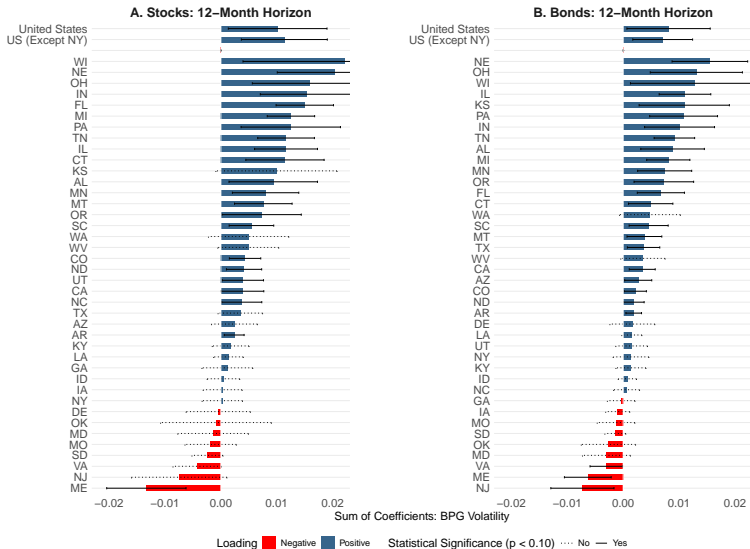 A. Stocks: 12−Month Horizon
United States
US (Except NY)
WI
NE
OH
IN
FL
MI
PA
TN
IL
CT
KS
AL
MN
MT
OR
SC
WA
WV
CO
ND
UT
CA
NC
TX
AZ
AR
KY
LA
GA
ID
IA
NY
DE
OK
MD
MO
SD
VA
NJ
ME
−0.02 −0.01 0.00 0.01 0.02
B. Bonds: 12−Month Horizon
United States
US (Except NY)
NE
OH
WI
IL
KS
PA
IN
TN
AL
MI
MN
OR
FL
CT
WA
SC
MT
TX
WV
CA
AZ
CO
ND
AR
DE
LA
UT
NY
KY
ID
NC
GA
IA
MO
SD
OK
MD
VA
ME
NJ
−0.02 −0.01 0.00 0.01 0.02
Sum of Coefficients: BPG Volatility
Loading Negative Positive Statistical Significance (p < 0.10) No Yes